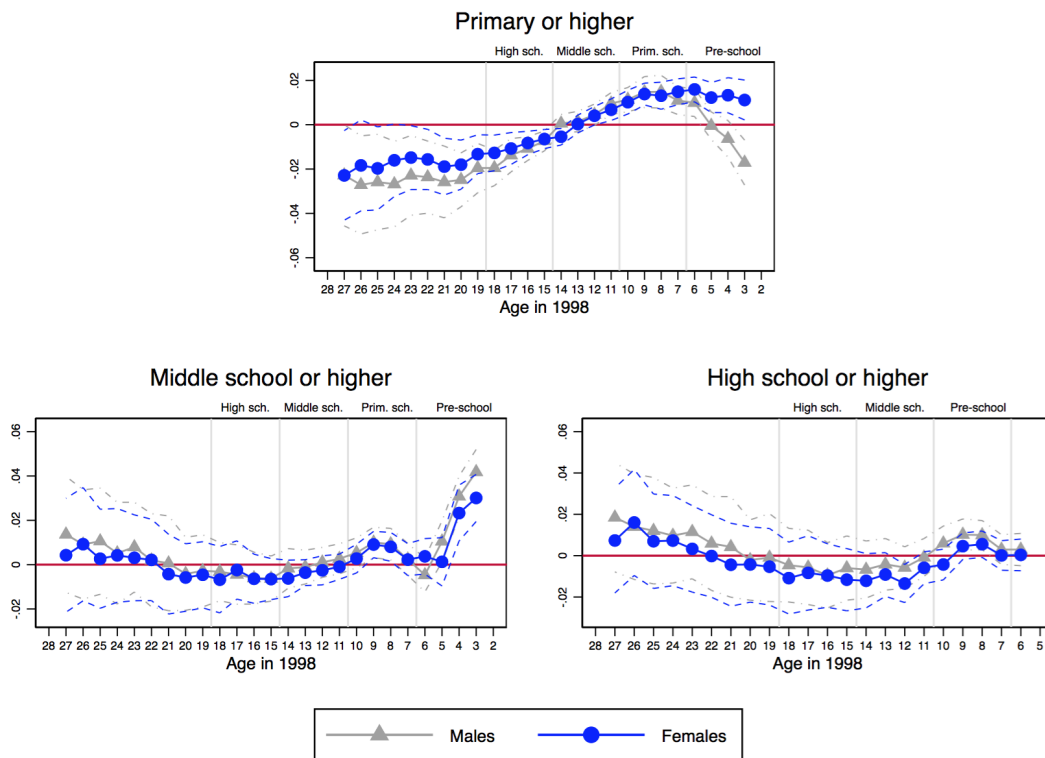 Primary or higher
High sch. Middle sch. Prim. sch. Pre-school
.02
0
-.02
-.04
-.06
28 27 26 25 24 23 22 21 20 19 18 17 16 15 14 13 12 11 10 9 8 7 6 5 4 3 2
Age in 1998
Middle school or higher
High sch. Middle sch. Prim. sch. Pre-school
.06
.04
.02
0
-.02
28 27 26 25 24 23 22 21 20 19 18 17 16 15 14 13 12 11 10 9 8 7 6 5 4 3 2
Age in 1998
High school or higher
High sch. Middle sch. Pre-school
.06
.04
.02
0
-.02
28 27 26 25 24 23 22 21 20 19 18 17 16 15 14 13 12 11 10 9 8 7 6 5
Age in 1998
Males Females